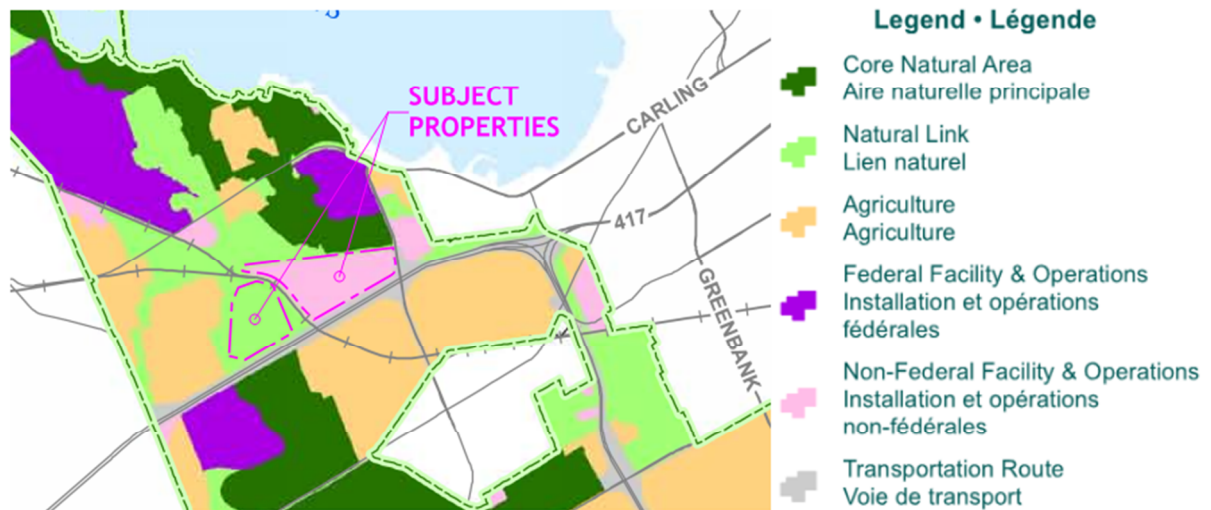 SUBJECT
PROPERTIES
CARLING
417
GREENBANK
Legend • Légende
Core Natural Area
Aire naturelle principale
Natural Link
Lien naturel
Agriculture
Agriculture
Federal Facility & Operations
Installation et opérations
fédérales
Non-Federal Facility & Operations
Installation et opérations
non-fédérales
Transportation Route
Voie de transport